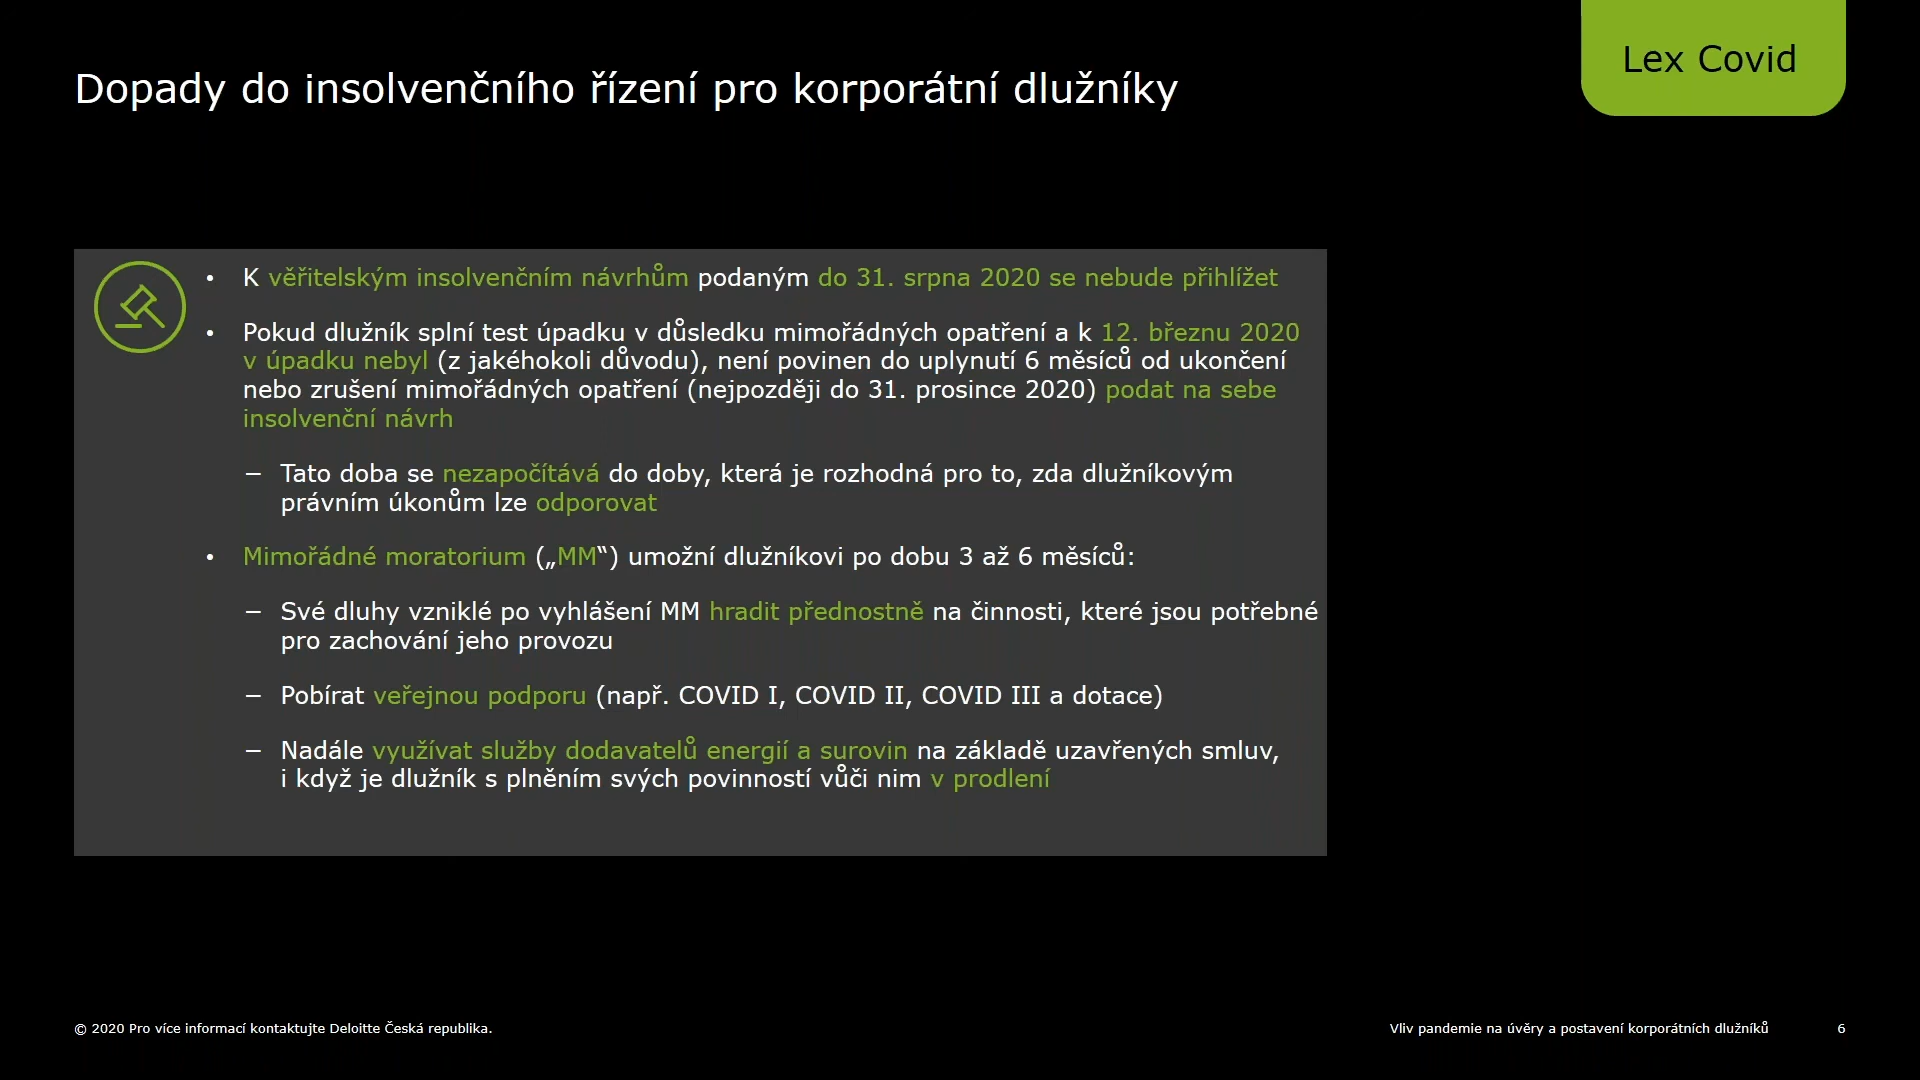 Lex Covid
Dopady do insolvenčního řízení pro korporátní dlužníky
• K věřitelským insolvenčním návrhům podaným do 31. srpna 2020 se nebude přihlížet
• Pokud dlužník splní test úpadku v důsledku mimořádných opatření a k 12. březnu 2020
v úpadku nebyl (z jakéhokoli důvodu), není povinen do uplynutí 6 měsíců od ukončení
nebo zrušení mimořádných opatření (nejpozději do 31. prosince 2020) podat na sebe
insolvenční návrh
− Tato doba se nezapočítává do doby, která je rozhodná pro to, zda dlužníkovým
právním úkonům lze odporovat
• Mimořádné moratorium („MM‟) umožní dlužníkovi po dobu 3 až 6 měsíců:
− Své dluhy vzniklé po vyhlášení MM hradit přednostně na činnosti, které jsou potřebné
pro zachování jeho provozu
− Pobírat veřejnou podporu (např. COVID I, COVID II, COVID III a dotace)
− Nadále využívat služby dodavatelů energií a surovin na základě uzavřených smluv,
i když je dlužník s plněním svých povinností vůči nim v prodlení
© 2020 Pro více informací kontaktujte Deloitte Česká republika.
Vliv pandemie na úvěry a postavení korporátních dlužníků
6